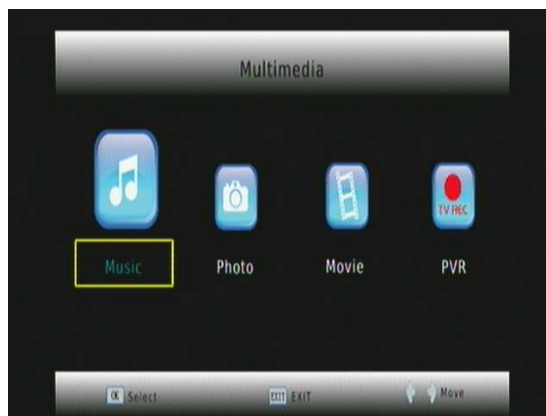 Multimedia
TV REC
Music Photo Movie PVR
OK Select EXIT EXIT Move